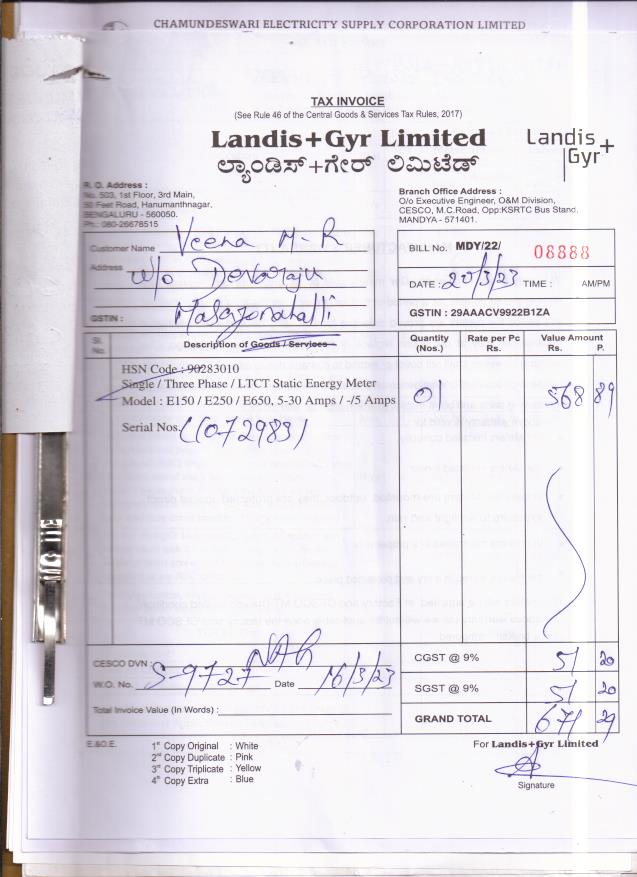 CHAMUNDESWARI ELECTRICITY SUPPLY CORPORATION LIMITED
TAX INVOICE
(See Rule 46 of the Central Goods & Services Tax Rules, 2017)
Landis+Gyr Limited
Landis+
Gyr
ಲ್ಯಾಂಡಿಸ್+ಗೇರ್ ಲಿಮಿಟೆಡ್
R. O. Address :
No. 503, 1st Floor, 3rd Main,
Feet Road, Hanumanthnagar,
BENGALURU - 560050.
Ph.: 080-26678515
Branch Office Address :
O/o Executive Engineer, O&M Division,
CESCO, M.C.Road, Opp:KSRTC Bus Stand.
MANDYA - 571401.
Customer Name Veena M-R
Address W/o Devaraju
GSTIN :
BILL No. MDY/22/ 08888
DATE : 20/3/23 TIME : AM/PM
GSTIN : 29AAACV9922B1ZA
Sl. No. Description of Goods / Services Quantity (Nos.) Rate per Pc Rs. Value Amount Rs. P.
HSN Code : 90283010
Single / Three Phase / LTCT Static Energy Meter
Model : E150 / E250 / E650, 5-30 Amps / -/5 Amps 01 568 89
Serial Nos.
CESCO DVN :
W.O. No. S-9727 Date 16/3/23
Total Invoice Value (In Words) :
CGST @ 9% 51 20
SGST @ 9% 51 20
GRAND TOTAL 671 29
E.&O.E.
1st Copy Original : White
2nd Copy Duplicate : Pink
3rd Copy Triplicate : Yellow
4th Copy Extra : Blue
For Landis+Gyr Limited
Signature